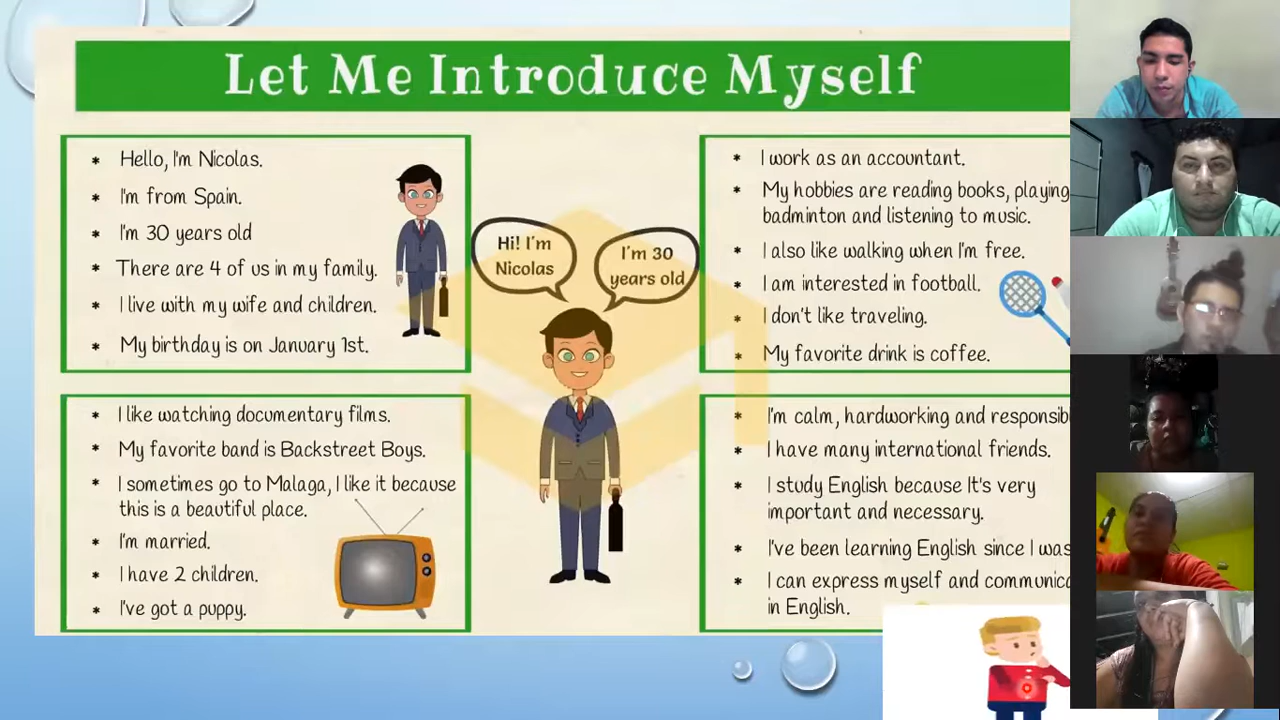 Let Me Introduce Myself
* Hello, I'm Nicolas.
* I'm from Spain.
* I'm 30 years old
* There are 4 of us in my family.
* I live with my wife and children.
* My birthday is on January 1st.
Hi! I'm
Nicolas
I'm 30
years old
* I work as an accountant.
* My hobbies are reading books, playing
badminton and listening to music.
* I also like walking when I'm free.
* I am interested in football.
* I don't like traveling.
* My favorite drink is coffee.
* I like watching documentary films.
* My favorite band is Backstreet Boys.
* I sometimes go to Malaga, I like it because
this is a beautiful place.
* I'm married.
* I have 2 children.
* I've got a puppy.
* I'm calm, hardworking and
* I have many international friends.
* I study English because It's very
important and necessary.
* I've been learning English since I was
* I can express myself and
in English.